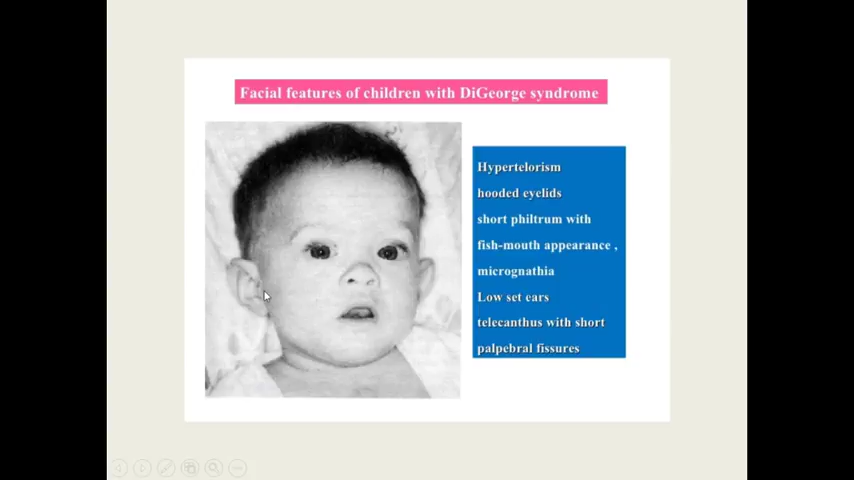 Facial features of children with DiGeorge syndrome
Hypertelorism
hooded eyelids
short philtrum with
fish-mouth appearance ,
micrognathia
Low set ears
telecanthus with short
palpebral fissures